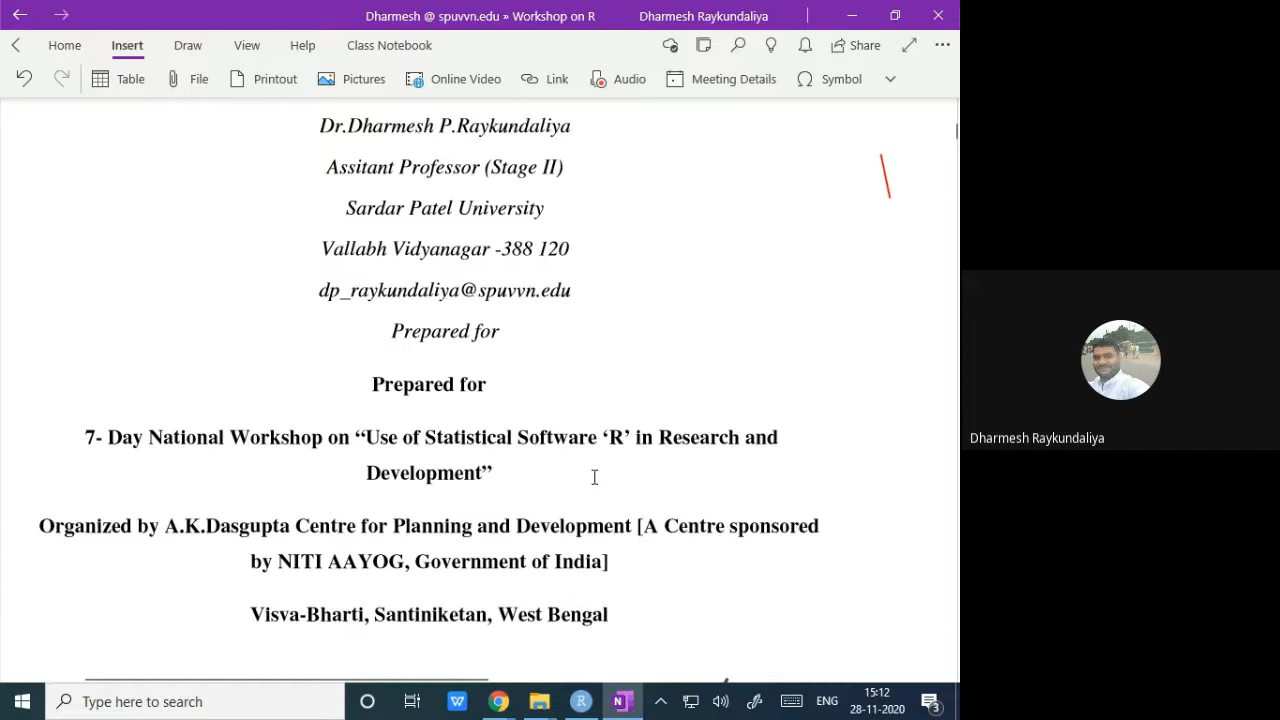 Dharmesh @ spuvvn.edu » Workshop on R
Dharmesh Raykundaliya
Home Insert Draw View Help Class Notebook Share
Table File Printout Pictures Online Video Link Audio Meeting Details Symbol
Dr.Dharmesh P.Raykundaliya
Assitant Professor (Stage II)
Sardar Patel University
Vallabh Vidyanagar -388 120
dp_raykundaliya@spuvvn.edu
Prepared for
Prepared for
7- Day National Workshop on “Use of Statistical Software ‘R’ in Research and
Development”
Organized by A.K.Dasgupta Centre for Planning and Development [A Centre sponsored
by NITI AAYOG, Government of India]
Visva-Bharti, Santiniketan, West Bengal
Dharmesh Raykundaliya
Type here to search
W
R
N
ENG
15:12
28-11-2020
3